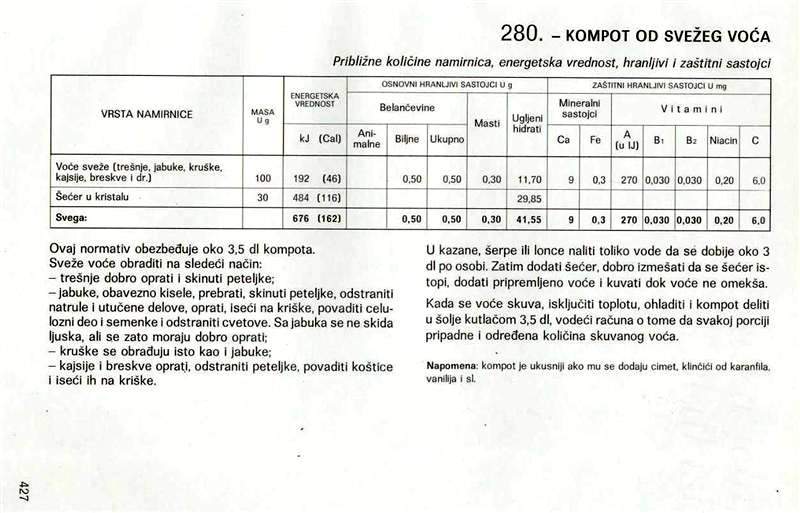 280. – KOMPOT OD SVEŽEG VOĆA
Približne količine namirnica, energetska vrednost, hranljivi i zaštitni sastojci
VRSTA NAMIRNICE
MASA U g
ENERGETSKA VREDNOST
kJ (Cal)
OSNOVNI HRANLJIVI SASTOJCI U g
Belančevine
Ani-malne
Biljne
Ukupno
Masti
Ugljeni hidrati
ZAŠTITNI HRANLJIVI SASTOJCI U mg
Mineralni sastojci
Ca
Fe
Vitamini
A (u IJ)
B1
B2
Niacin
C
Voće sveže (trešnje, jabuke, kruške,
kajsije, breskve i dr.) 100 192 (46) 0,50 0,50 0,30 11,70 9 0,3 270 0,030 0,030 0,20 6,0
Šećer u kristalu 30 484 (116) 29,85
Svega: 676 (162) 0,50 0,50 0,30 41,55 9 0,3 270 0,030 0,030 0,20 6,0
Ovaj normativ obezbeđuje oko 3,5 dl kompota.
Sveže voće obraditi na sledeći način:
– trešnje dobro oprati i skinuti peteljke;
– jabuke, obavezno kisele, prebrati, skinuti peteljke, odstraniti
natrule i utučene delove, oprati, iseći na kriške, povaditi celu-
lozni deo i semenke i odstraniti cvetove. Sa jabuka se ne skida
ljuska, ali se zato moraju dobro oprati;
– kruške se obrađuju isto kao i jabuke;
– kajsije i breskve oprati, odstraniti peteljke, povaditi koštice
i iseći ih na kriške.
U kazane, šerpe ili lonce naliti toliko vode da se dobije oko 3
dl po osobi. Zatim dodati šećer, dobro izmešati da se šećer is-
topi, dodati pripremljeno voće i kuvati dok voće ne omekša.
Kada se voće skuva, isključiti toplotu, ohladiti i kompot deliti
u šolje kutlačom 3,5 dl, vodeći računa o tome da svakoj porciji
pripadne i određena količina skuvanog voća.
Napomena: kompot je ukusniji ako mu se dodaju cimet, klinčići od karanfila,
vanilija i sl.
427